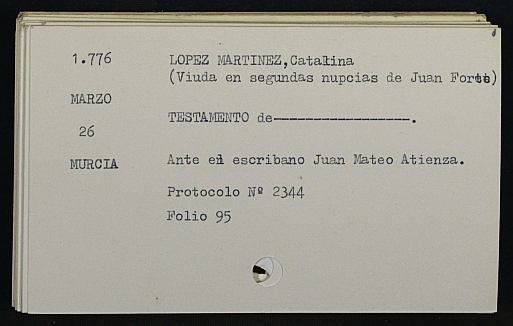 1.776
LOPEZ MARTINEZ,Catalina
(Viuda en segundas nupcias de Juan Forte)
MARZO
TESTAMENTO de-----------------.
26
MURCIA
Ante el escribano Juan Mateo Atienza.
Protocolo Nº 2344
Folio 95